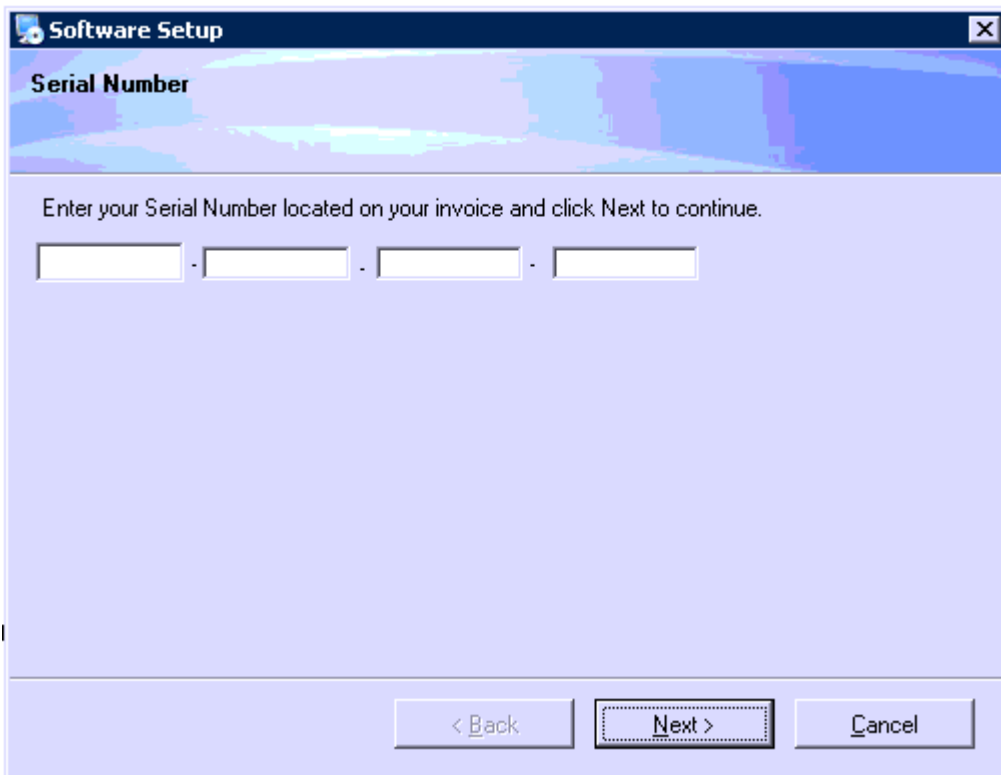 Software Setup
Serial Number
Enter your Serial Number located on your invoice and click Next to continue.
- - -
< Back Next > Cancel